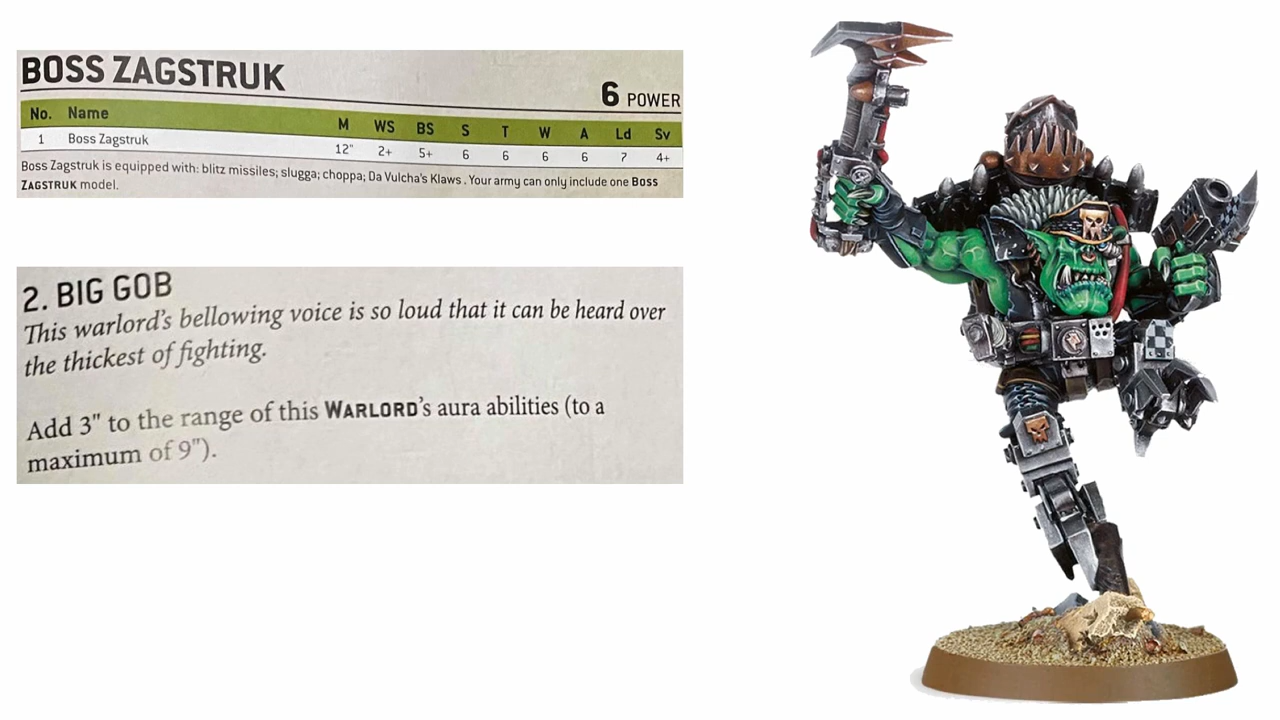 BOSS ZAGSTRUK
6 POWER
No. Name M WS BS S T W A Ld Sv
1 Boss Zagstruk 12" 2+ 5+ 6 6 6 6 7 4+
Boss Zagstruk is equipped with: blitz missiles; slugga; choppa; Da Vulcha's Klaws . Your army can only include one BOSS
ZAGSTRUK model.
2. BIG GOB
This warlord's bellowing voice is so loud that it can be heard over
the thickest of fighting.
Add 3" to the range of this WARLORD's aura abilities (to a
maximum of 9").